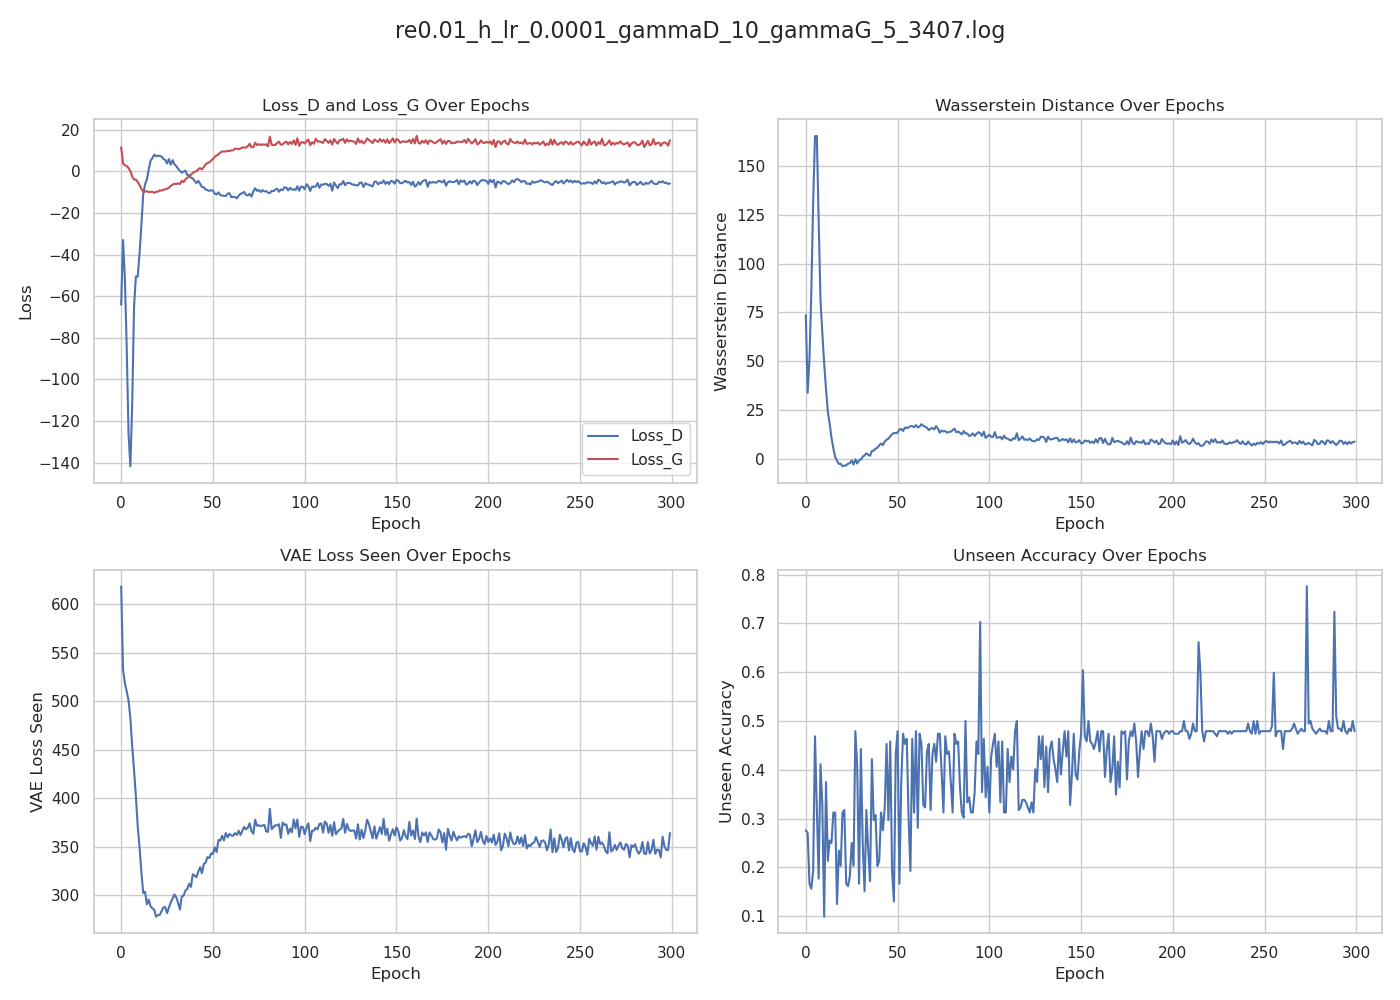 re0.01_h_lr_0.0001_gammaD_10_gammaG_5_3407.log
Loss_D and Loss_G Over Epochs
20
0
−20
−40
−60
−80
−100
−120
−140
Loss
0 50 100 150 200 250 300
Epoch
Loss_D
Loss_G
Wasserstein Distance Over Epochs
150
125
100
75
50
25
0
Wasserstein Distance
0 50 100 150 200 250 300
Epoch
VAE Loss Seen Over Epochs
600
550
500
450
400
350
300
VAE Loss Seen
0 50 100 150 200 250 300
Epoch
Unseen Accuracy Over Epochs
0.8
0.7
0.6
0.5
0.4
0.3
0.2
0.1
Unseen Accuracy
0 50 100 150 200 250 300
Epoch